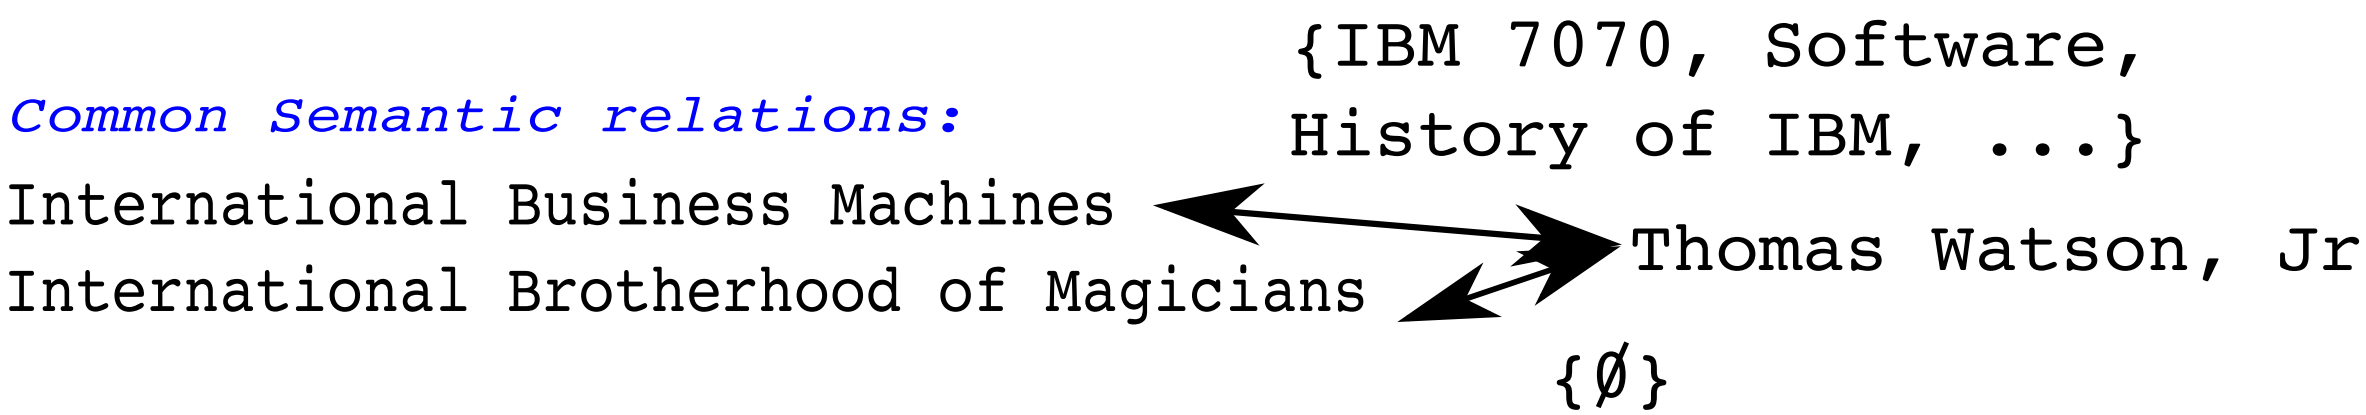 {IBM 7070, Software,
History of IBM, ...}
Common Semantic relations:
International Business Machines
Thomas Watson, Jr
International Brotherhood of Magicians
{∅}